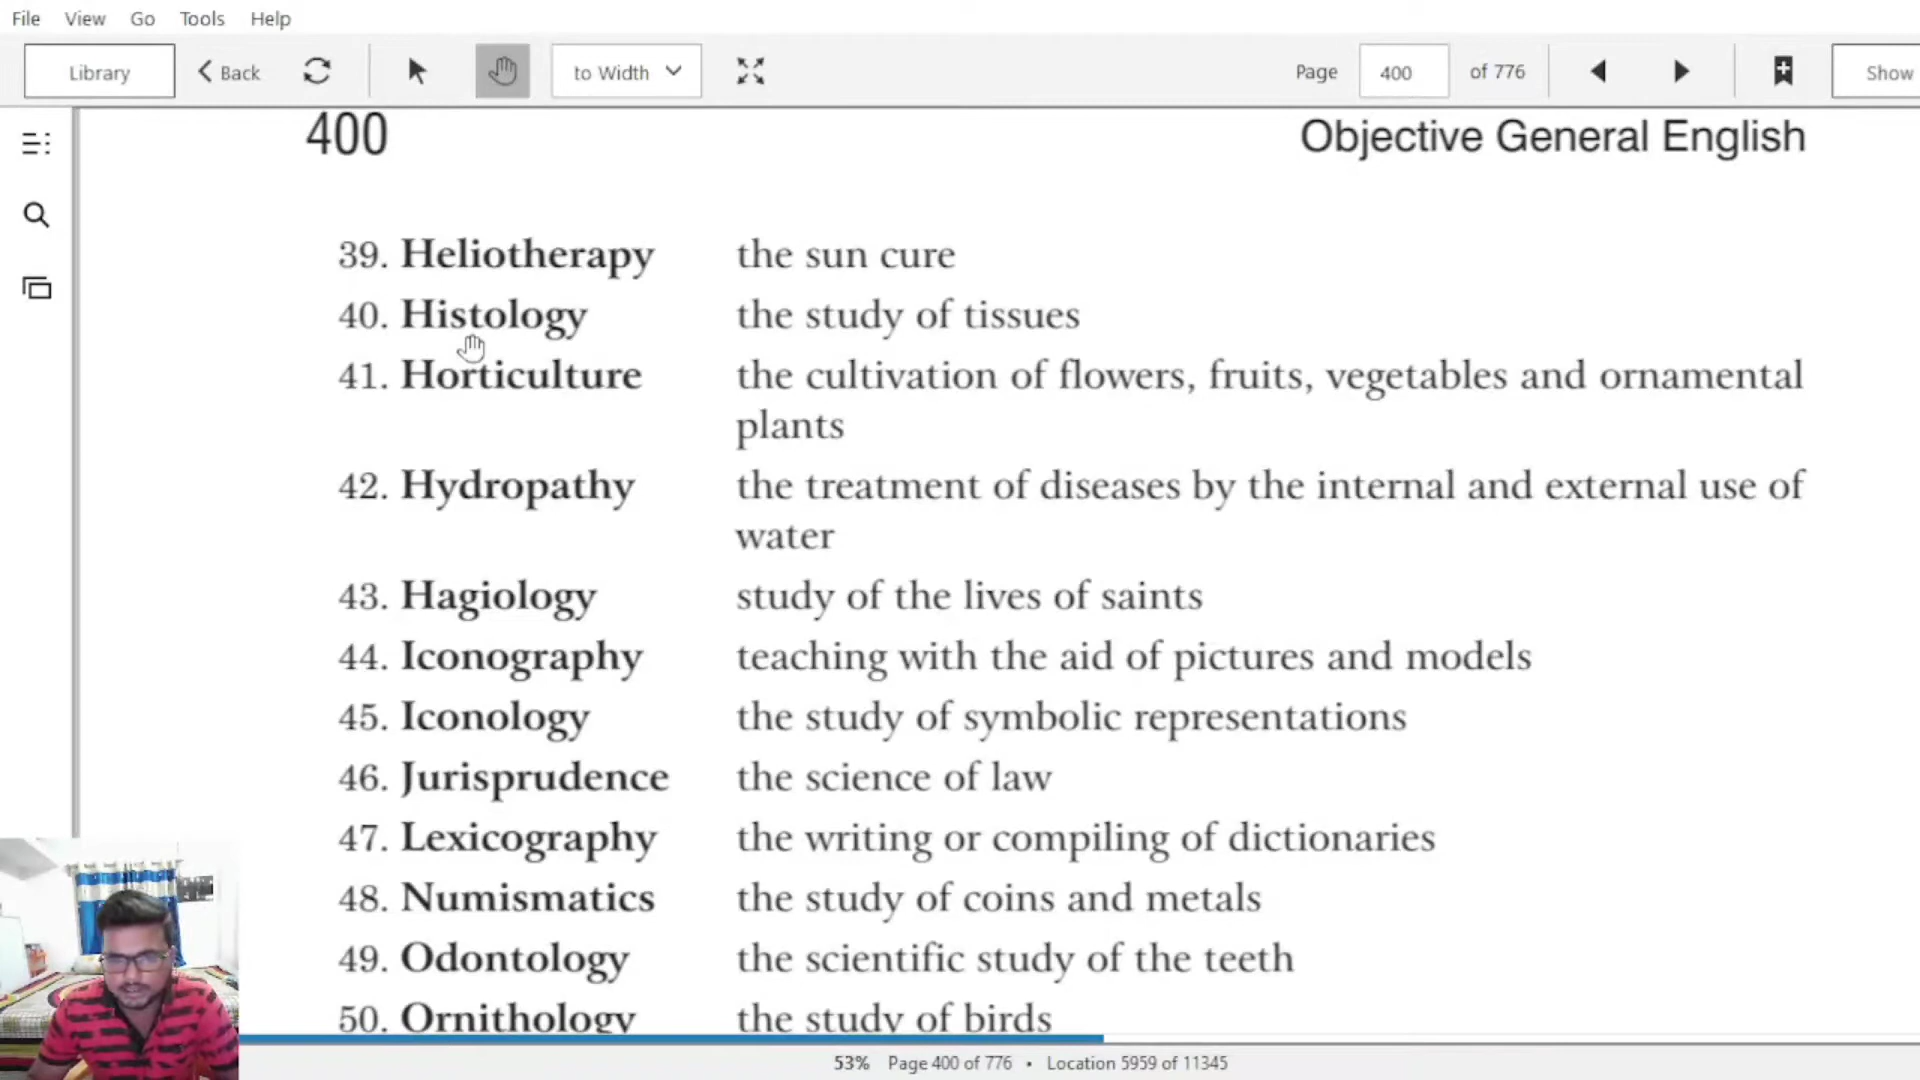 File View Go Tools Help
Library Back to Width Page 400 of 776 Show
400 Objective General English
39. Heliotherapy the sun cure
40. Histology the study of tissues
41. Horticulture the cultivation of flowers, fruits, vegetables and ornamental
plants
42. Hydropathy the treatment of diseases by the internal and external use of
water
43. Hagiology study of the lives of saints
44. Iconography teaching with the aid of pictures and models
45. Iconology the study of symbolic representations
46. Jurisprudence the science of law
47. Lexicography the writing or compiling of dictionaries
48. Numismatics the study of coins and metals
49. Odontology the scientific study of the teeth
50. Ornithology the study of birds
53% Page 400 of 776 • Location 5959 of 11345